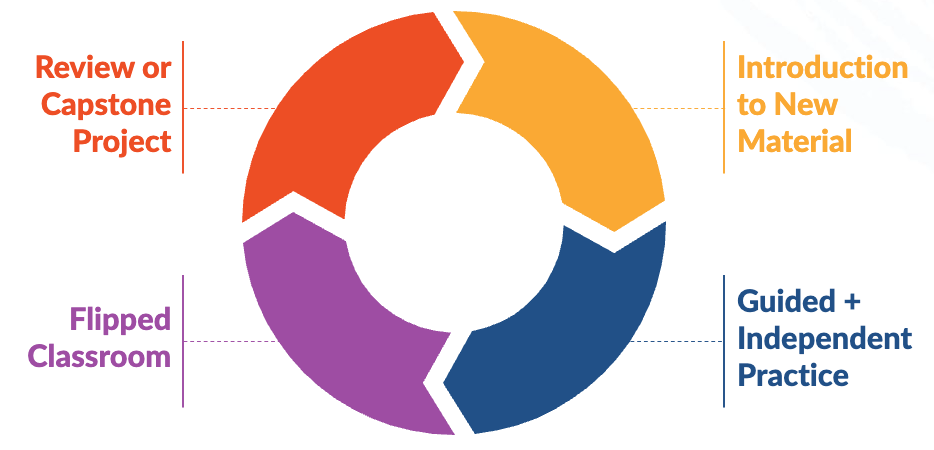 Review or
Capstone
Project
Introduction
to New
Material
Flipped
Classroom
Guided +
Independent
Practice